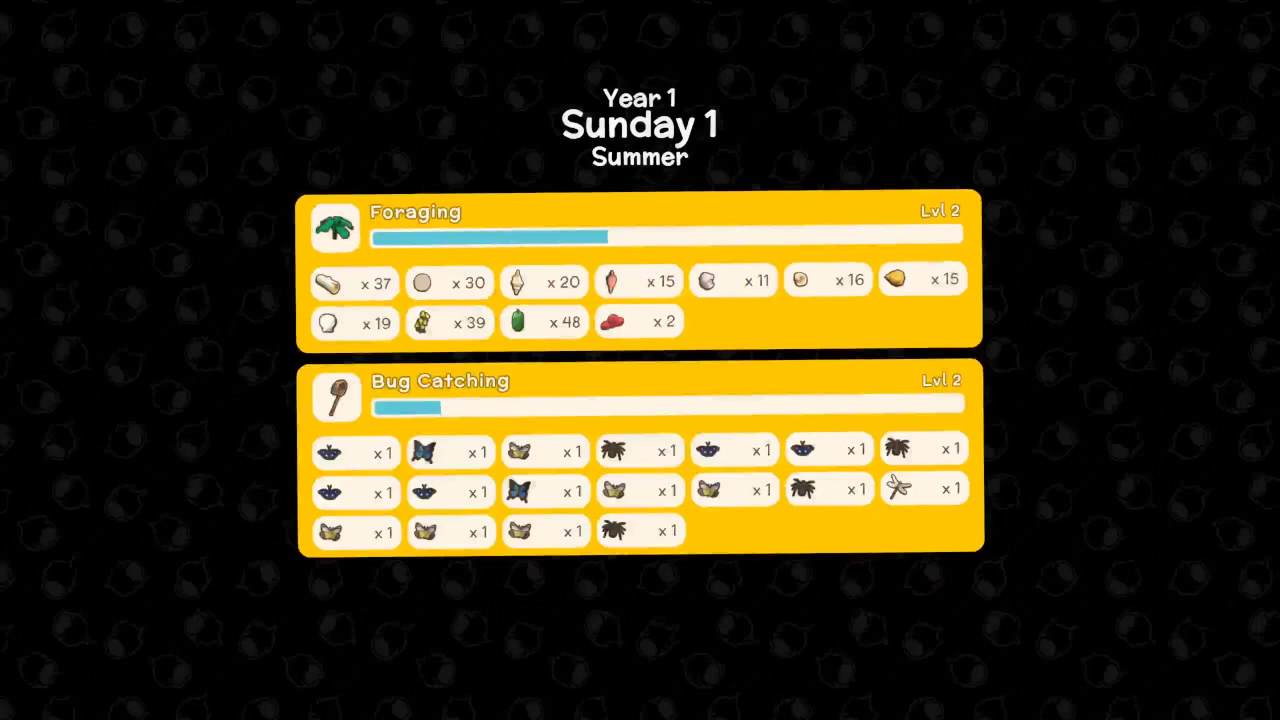 Year 1
Sunday 1
Summer
Foraging Lvl 2
x 37 x 30 x 20 x 15 x 11 x 16 x 15
x 19 x 39 x 48 x 2
Bug Catching Lvl 2
x 1 x 1 x 1 x 1 x 1 x 1 x 1
x 1 x 1 x 1 x 1 x 1 x 1 x 1
x 1 x 1 x 1 x 1